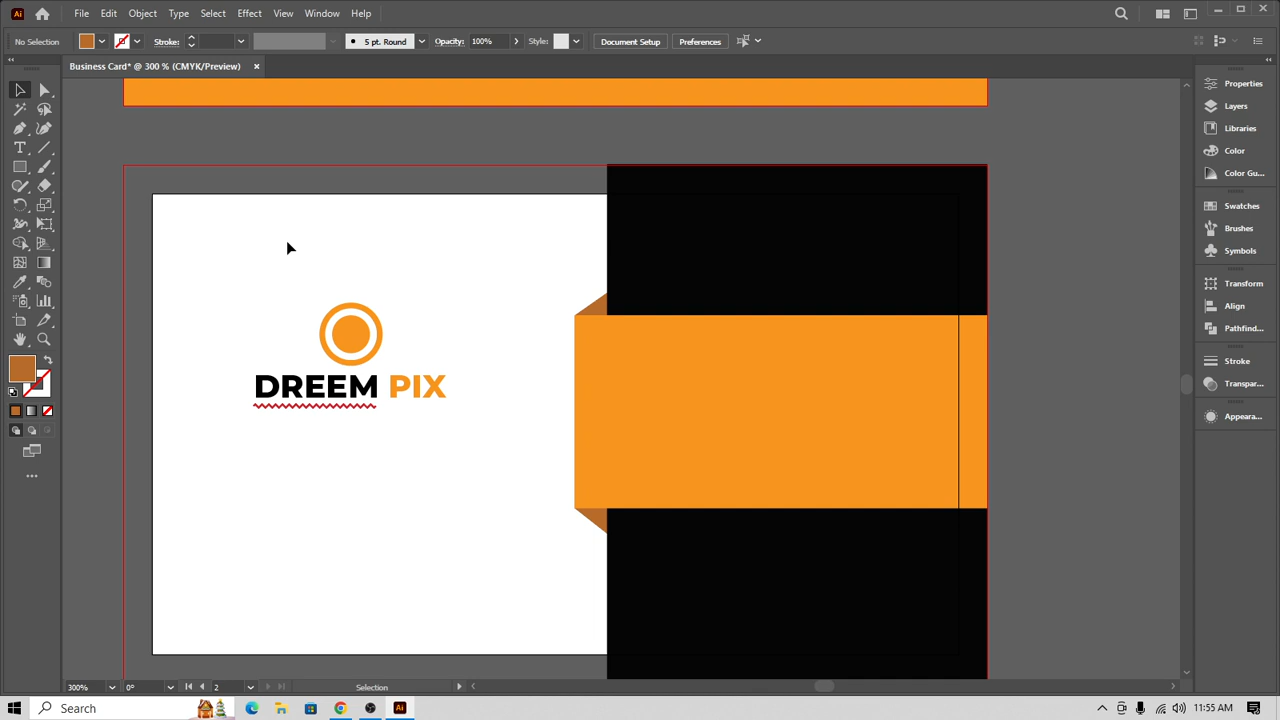 Ai File Edit Object Type Select Effect View Window Help
No Selection Stroke: 5 pt. Round Opacity: 100% Style: Document Setup Preferences
Business Card* @ 300 % (CMYK/Preview)
DREEM PIX
Properties
Layers
Libraries
Color
Color Gu...
Swatches
Brushes
Symbols
Transform
Align
Pathfind...
Stroke
Transpar...
Appeara...
300% 0° 2 Selection
Search Ai 11:55 AM